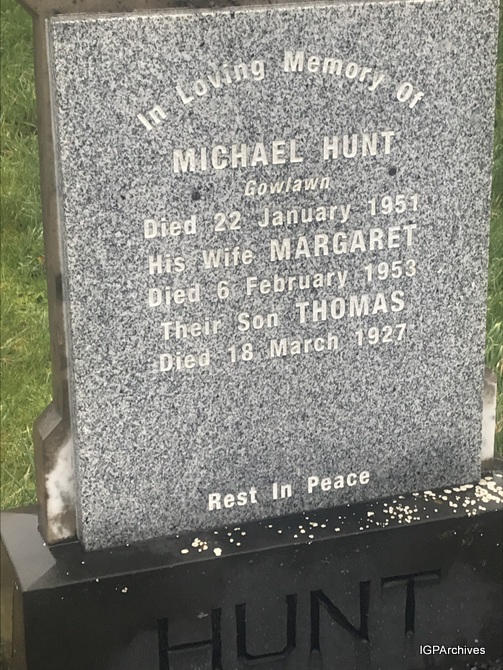 In Loving Memory Of
MICHAEL HUNT
Gowlawn
Died 22 January 1951
His Wife MARGARET
Died 6 February 1953
Their Son THOMAS
Died 18 March 1927
Rest In Peace
HUNT
IGPArchives